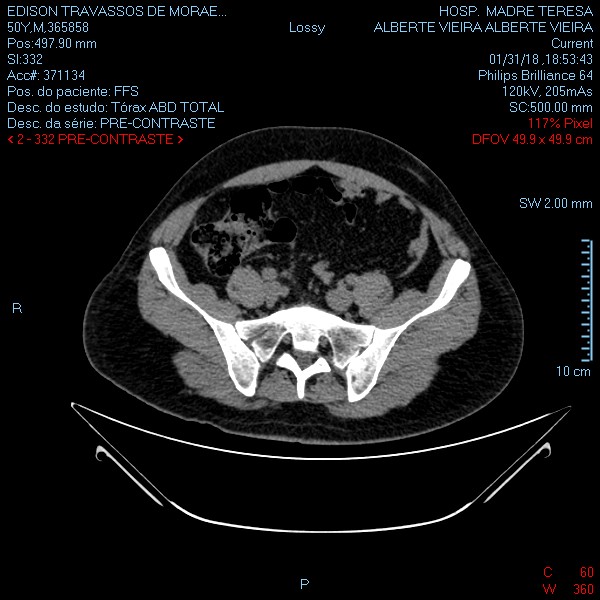 EDISON TRAVASSOS DE MORAE...
50Y,M,365858
Pos:497.90 mm
Sl:332
Acc#: 371134
Pos. do paciente: FFS
Desc. do estudo: Tórax ABD TOTAL
Desc. da série: PRE-CONTRASTE
< 2 - 332 PRE-CONTRASTE >
Lossy
HOSP. MADRE TERESA
ALBERTE VIEIRA ALBERTE VIEIRA
Current
01/31/18 ,18:53:43
Philips Brilliance 64
120kV, 205mAs
SC:500.00 mm
117% Pixel
DFOV 49.9 x 49.9 cm
SW 2.00 mm
R
10 cm
P
C 60
W 360